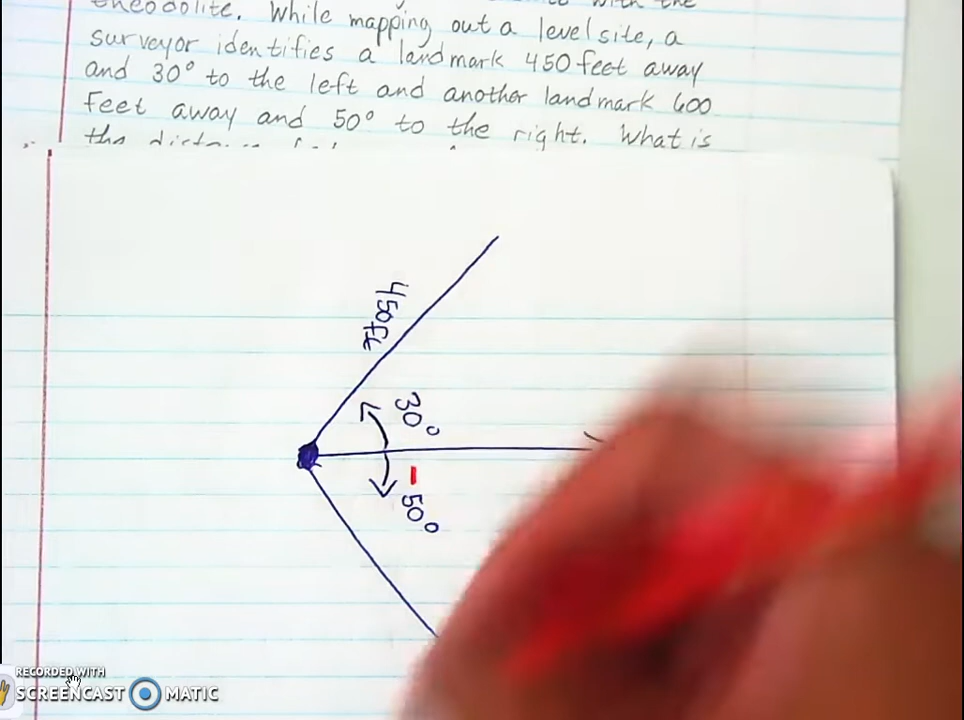 theodolite. While mapping out a level site, a
surveyor identifies a landmark 450 feet away
and 30° to the left and another landmark 600
feet away and 50° to the right. What is
450ft
30°
-50°
RECORDED WITH
SCREENCAST MATIC